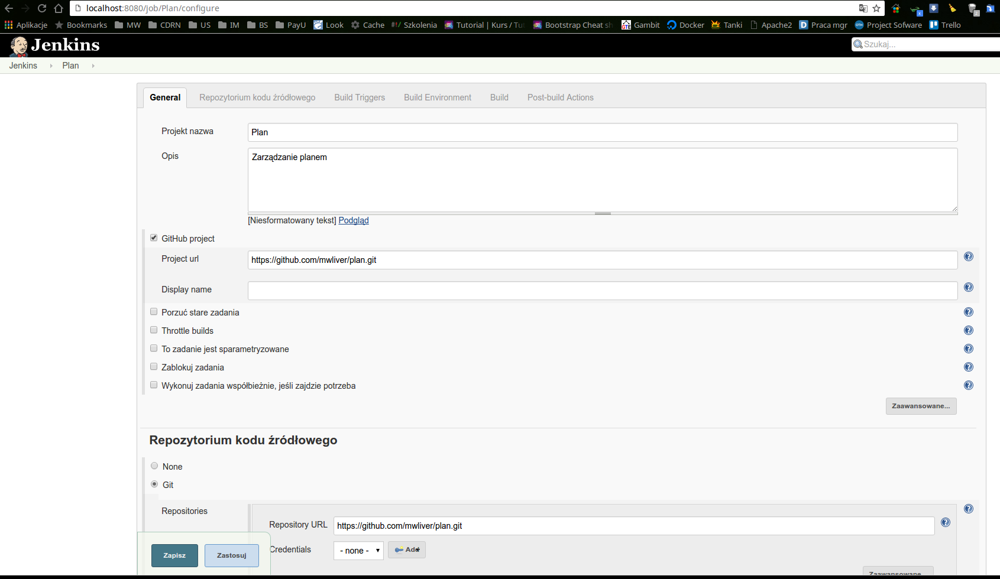 localhost:8080/job/Plan/configure
Aplikacje Bookmarks MW CDRN US IM BS PayU Look Cache Szkolenia Tutorial | Kurs / Tut Bootstrap Cheat sh Gambit Docker Tanki Apache2 Praca mgr Project Sofware Trello
Jenkins Szukaj...
Jenkins Plan
General Repozytorium kodu źródłowego Build Triggers Build Environment Build Post-build Actions
Projekt nazwa Plan
Opis Zarządzanie planem
[Niesformatowany tekst] Podgląd
GitHub project
Project url https://github.com/mwliver/plan.git
Display name
Porzuć stare zadania
Throttle builds
To zadanie jest sparametryzowane
Zablokuj zadania
Wykonuj zadania współbieżnie, jeśli zajdzie potrzeba
Zaawansowane...
Repozytorium kodu źródłowego
None
Git
Repositories
Repository URL https://github.com/mwliver/plan.git
Credentials - none - Add
Zapisz Zastosuj
Zaawansowane...